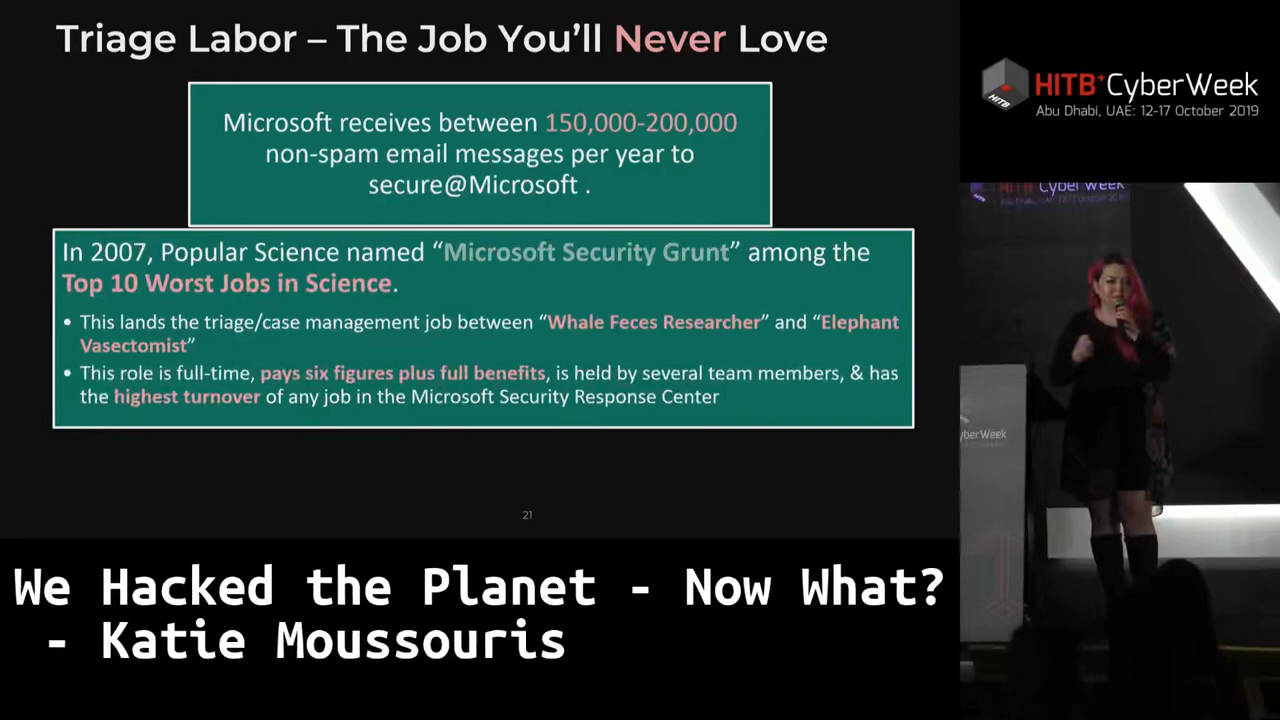 Triage Labor – The Job You’ll Never Love
Microsoft receives between 150,000-200,000
non-spam email messages per year to
secure@Microsoft .
In 2007, Popular Science named “Microsoft Security Grunt” among the
Top 10 Worst Jobs in Science.
• This lands the triage/case management job between “Whale Feces Researcher” and “Elephant
Vasectomist”
• This role is full-time, pays six figures plus full benefits, is held by several team members, & has
the highest turnover of any job in the Microsoft Security Response Center
21
We Hacked the Planet - Now What?
- Katie Moussouris
HITB+CyberWeek
Abu Dhabi, UAE: 12-17 October 2019
HITB
HITB Cyber Week
yberWeek